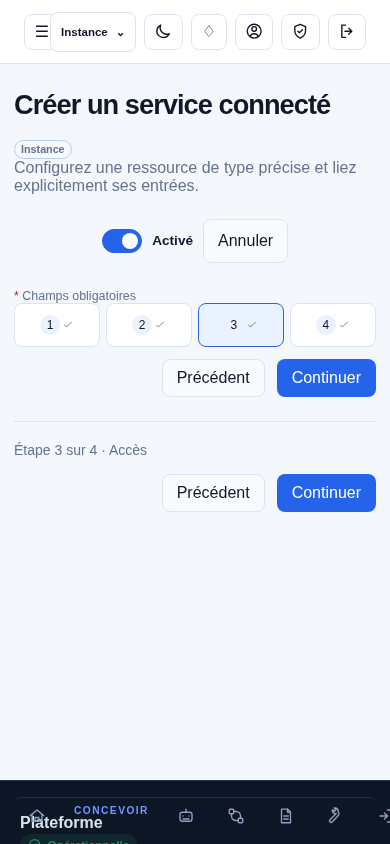 Instance
Créer un service connecté
Instance
Configurez une ressource de type précise et liez
explicitement ses entrées.
Activé
Annuler
* Champs obligatoires
1
2
3
4
Précédent
Continuer
Étape 3 sur 4 · Accès
Précédent
Continuer
CONCEVOIR
Plateforme
Opérationnelle